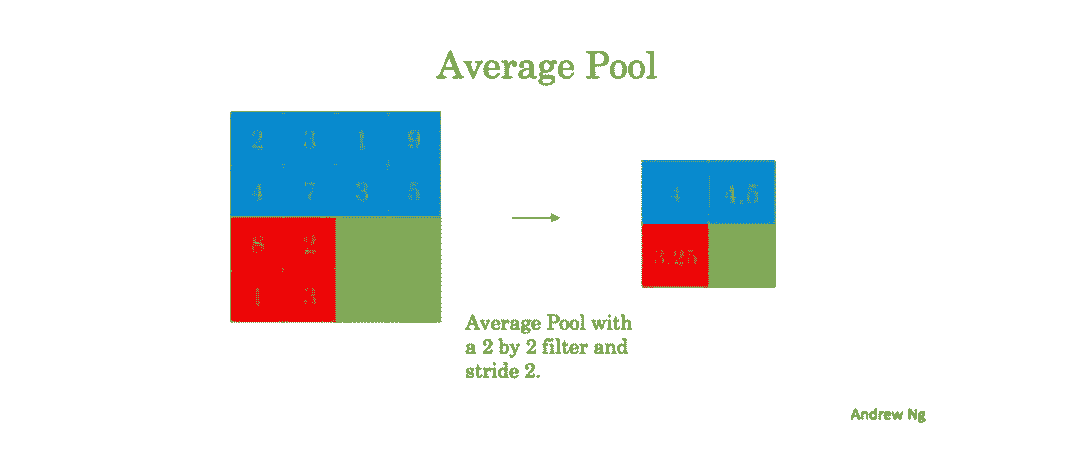 Average Pool
2 3 1 9
4 7 3 5
4 4.5
8 2
3.25
1 3
Average Pool with
a 2 by 2 filter and
stride 2.
Andrew Ng